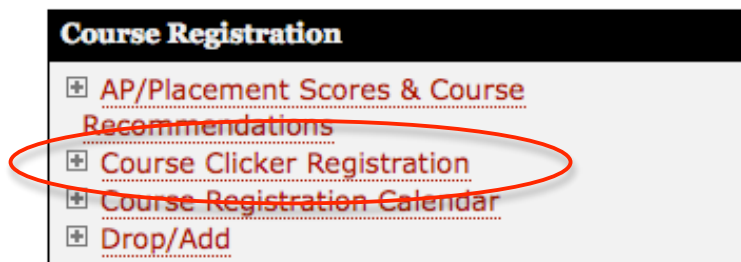 Course Registration
AP/Placement Scores & Course
Recommendations
Course Clicker Registration
Course Registration Calendar
Drop/Add